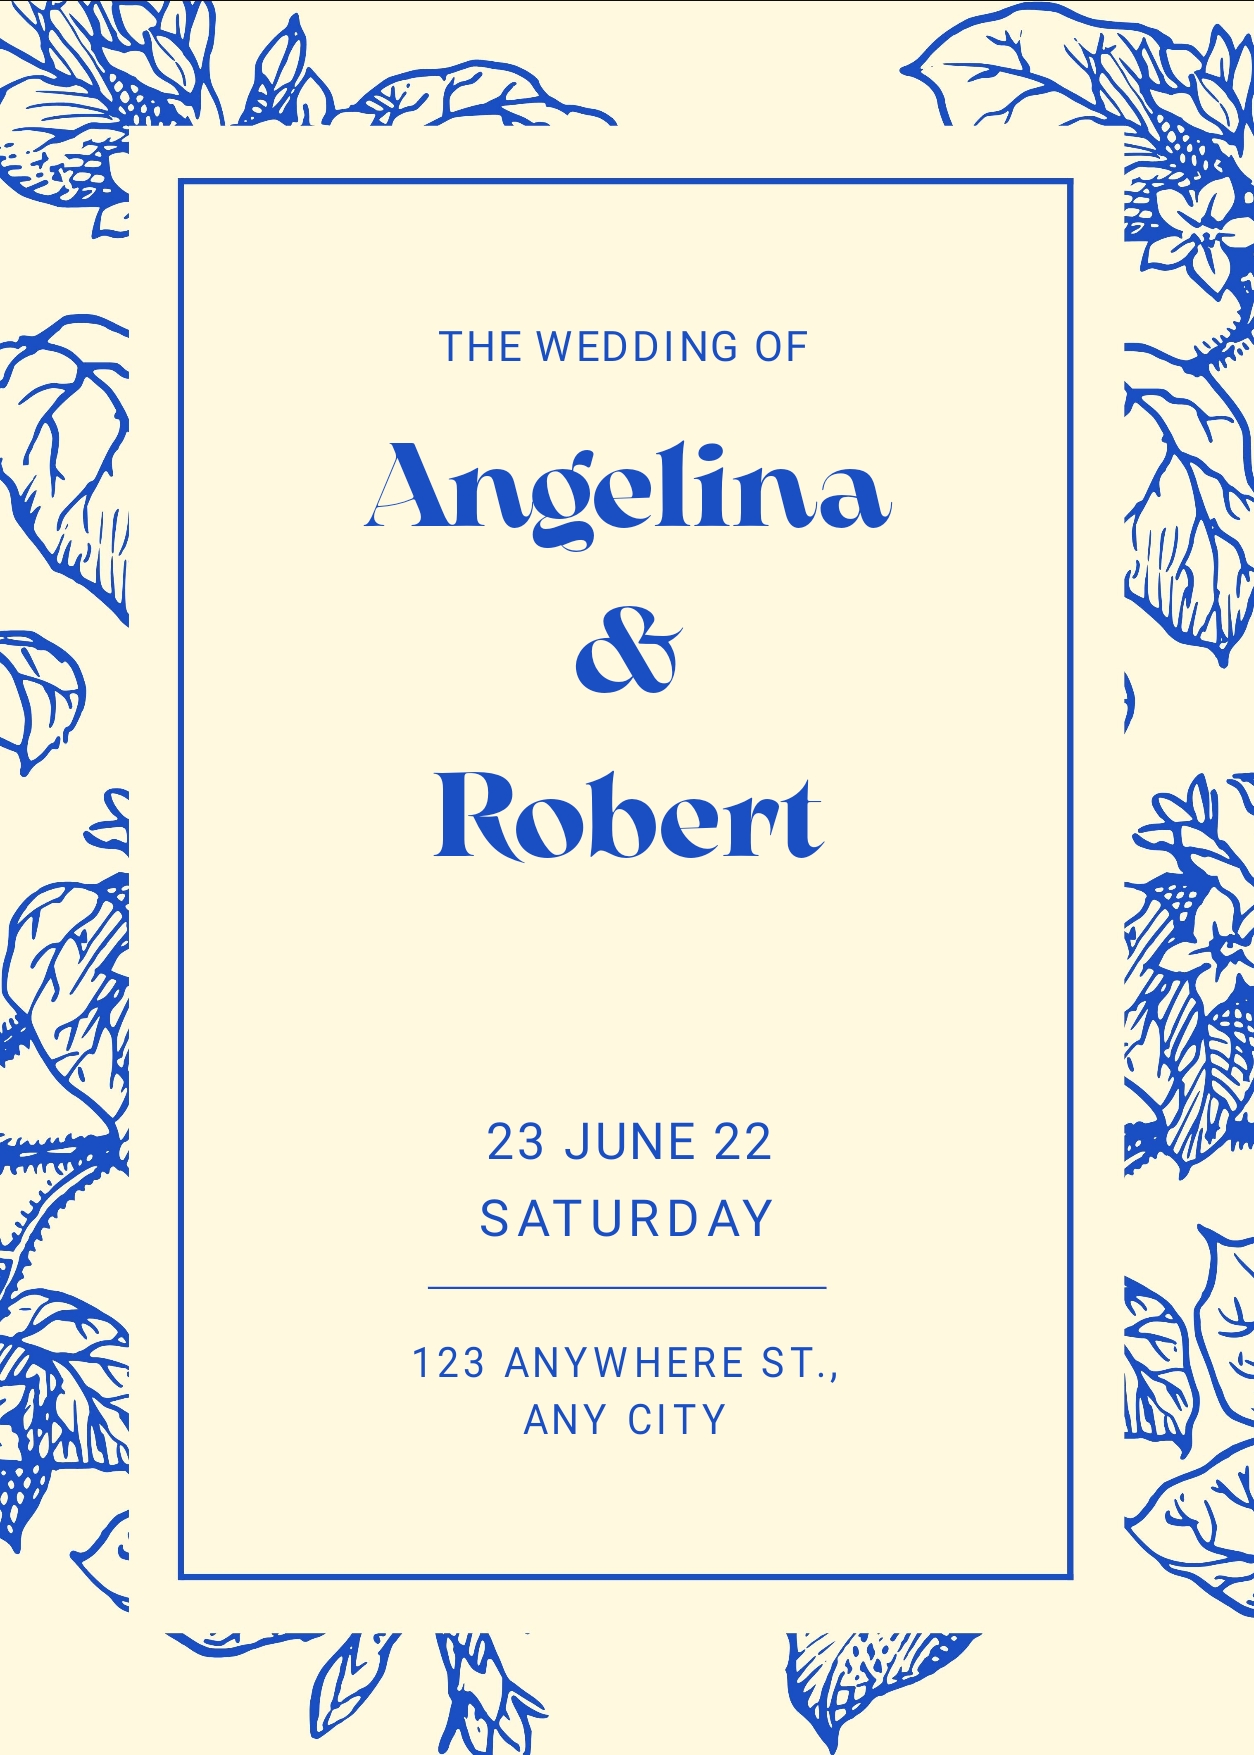 THE WEDDING OF
Angelina
&
Robert
23 JUNE 22
SATURDAY
123 ANYWHERE ST.,
ANY CITY